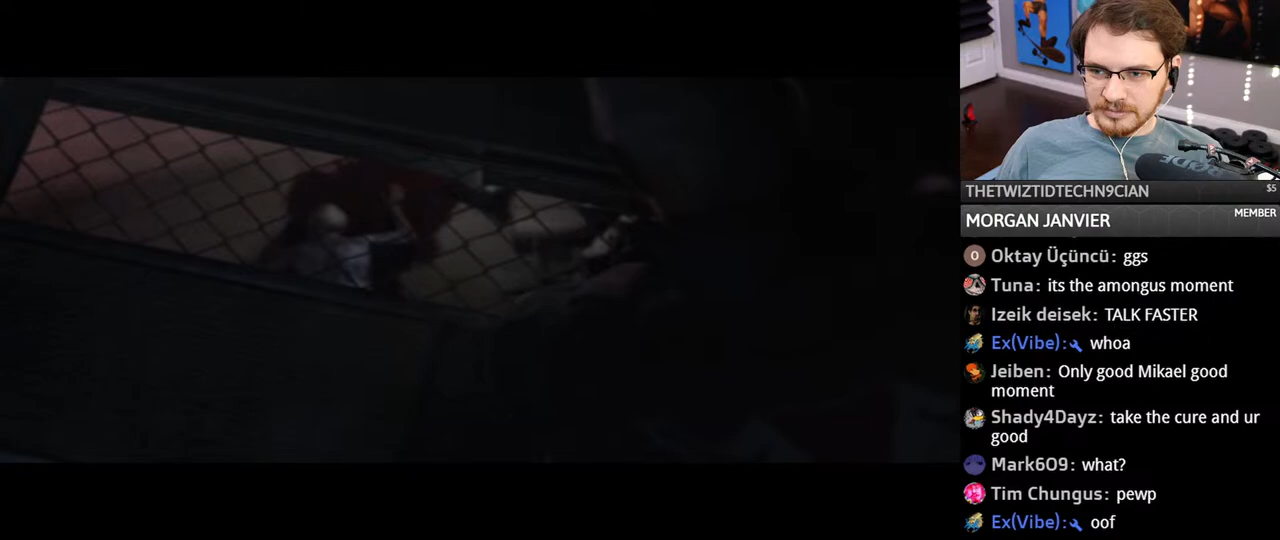 THETWIZTIDTECHN9CIAN $5
MORGAN JANVIER MEMBER
O Oktay Üçüncü: ggs
Tuna: its the amongus moment
Izeik deisek: TALK FASTER
Ex(Vibe): whoa
Jeiben: Only good Mikael good
moment
Shady4Dayz: take the cure and ur
good
Mark609: what?
Tim Chungus: pewp
Ex(Vibe): oof
RODE